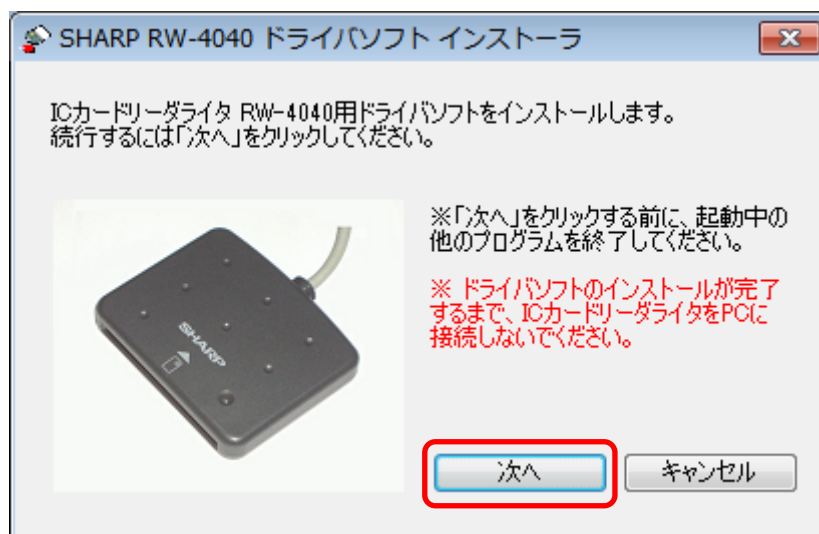 SHARP RW-4040 ドライバソフト インストーラ
ICカードリーダライタ RW-4040用ドライバソフトをインストールします。
続行するには「次へ」をクリックしてください。
※「次へ」をクリックする前に、起動中の
他のプログラムを終了してください。
※ ドライバソフトのインストールが完了
するまで、ICカードリーダライタをPCに
接続しないでください。
SHARP
次へ
キャンセル